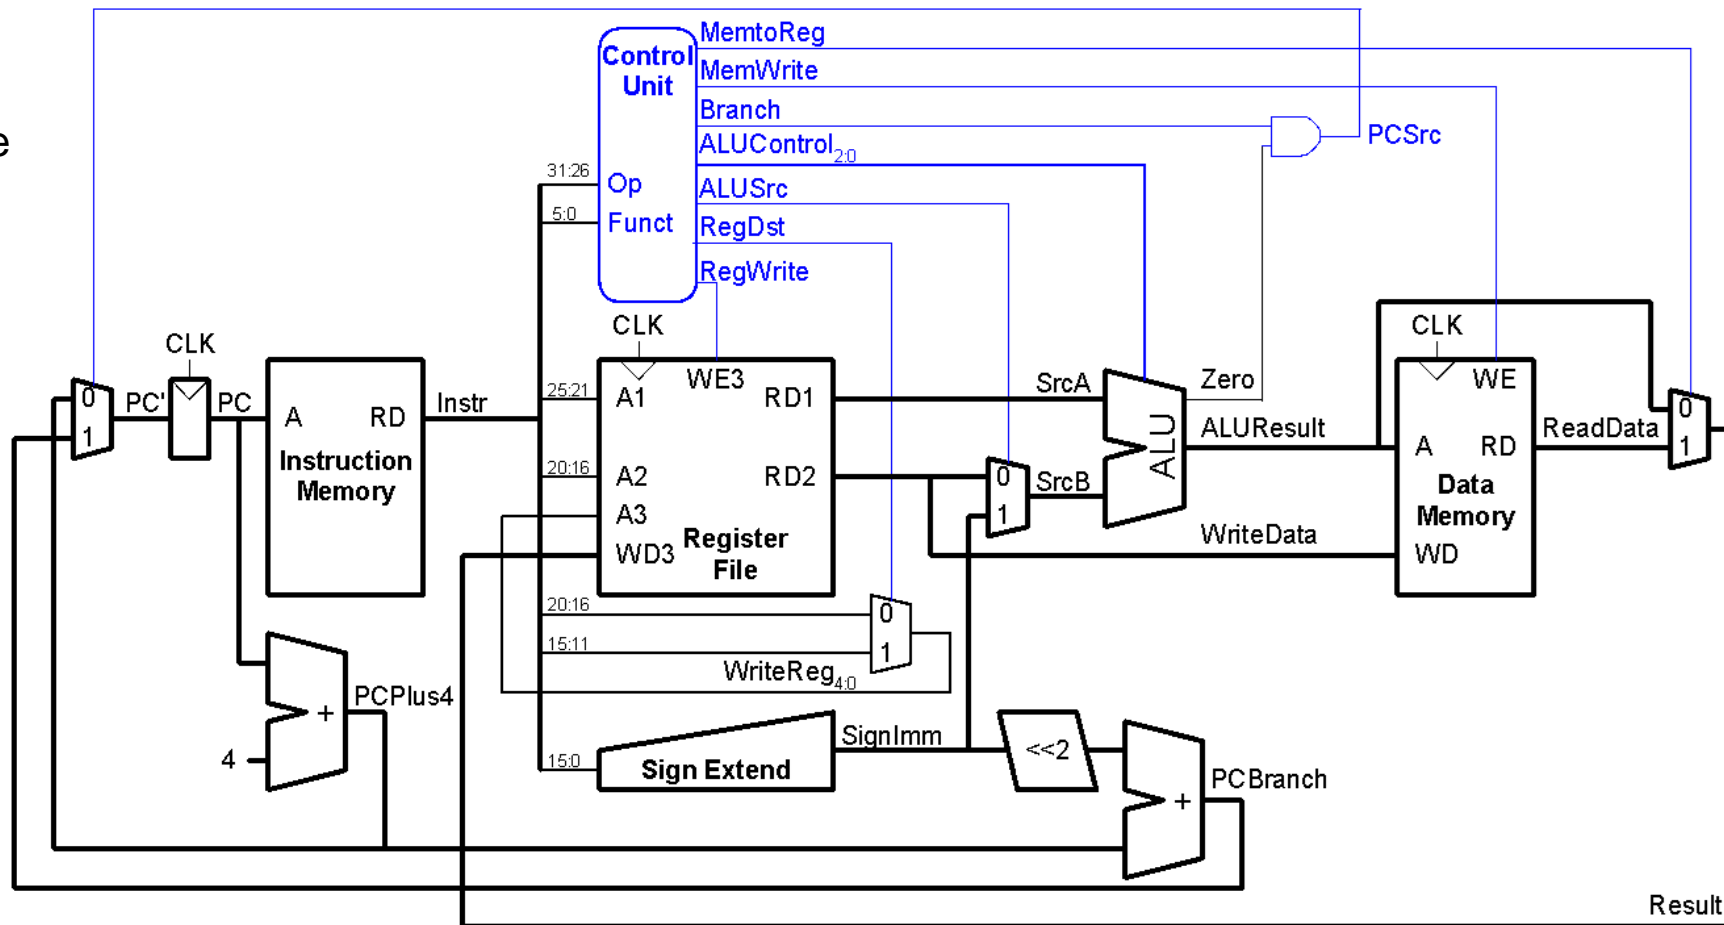 e
Control
Unit
Op
Funct
31:26
5:0
MemtoReg
MemWrite
Branch
ALUControl2:0
ALUSrc
RegDst
RegWrite
PCSrc
CLK
CLK
CLK
0
1
PC'
PC
A
RD
Instruction
Memory
Instr
25:21
20:16
A1
A2
A3
WD3
WE3
RD1
RD2
Register
File
SrcA
0
1
SrcB
ALU
Zero
ALUResult
WriteData
WE
A
RD
Data
Memory
WD
ReadData
0
1
20:16
15:11
0
1
WriteReg4:0
PCPlus4
+
4
15:0
Sign Extend
SignImm
<<2
+
PCBranch
Result